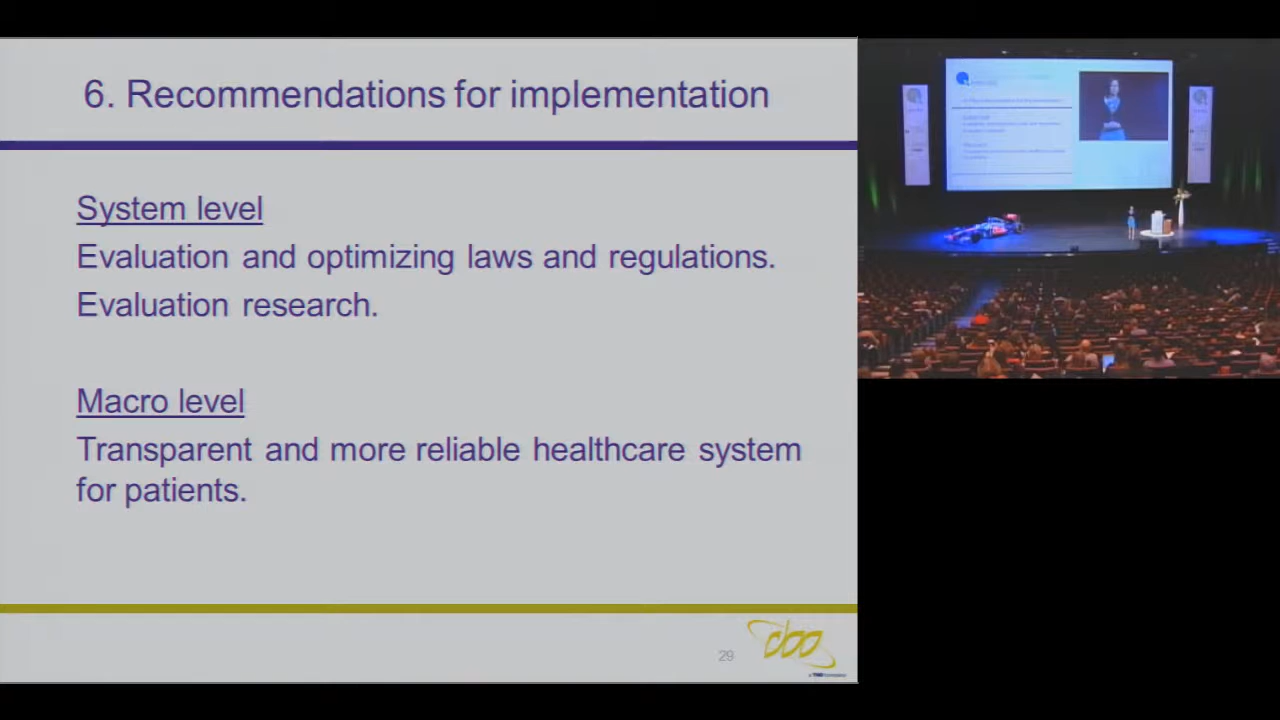 6. Recommendations for implementation
System level
Evaluation and optimizing laws and regulations.
Evaluation research.
Macro level
Transparent and more reliable healthcare system
for patients.
29
cbo